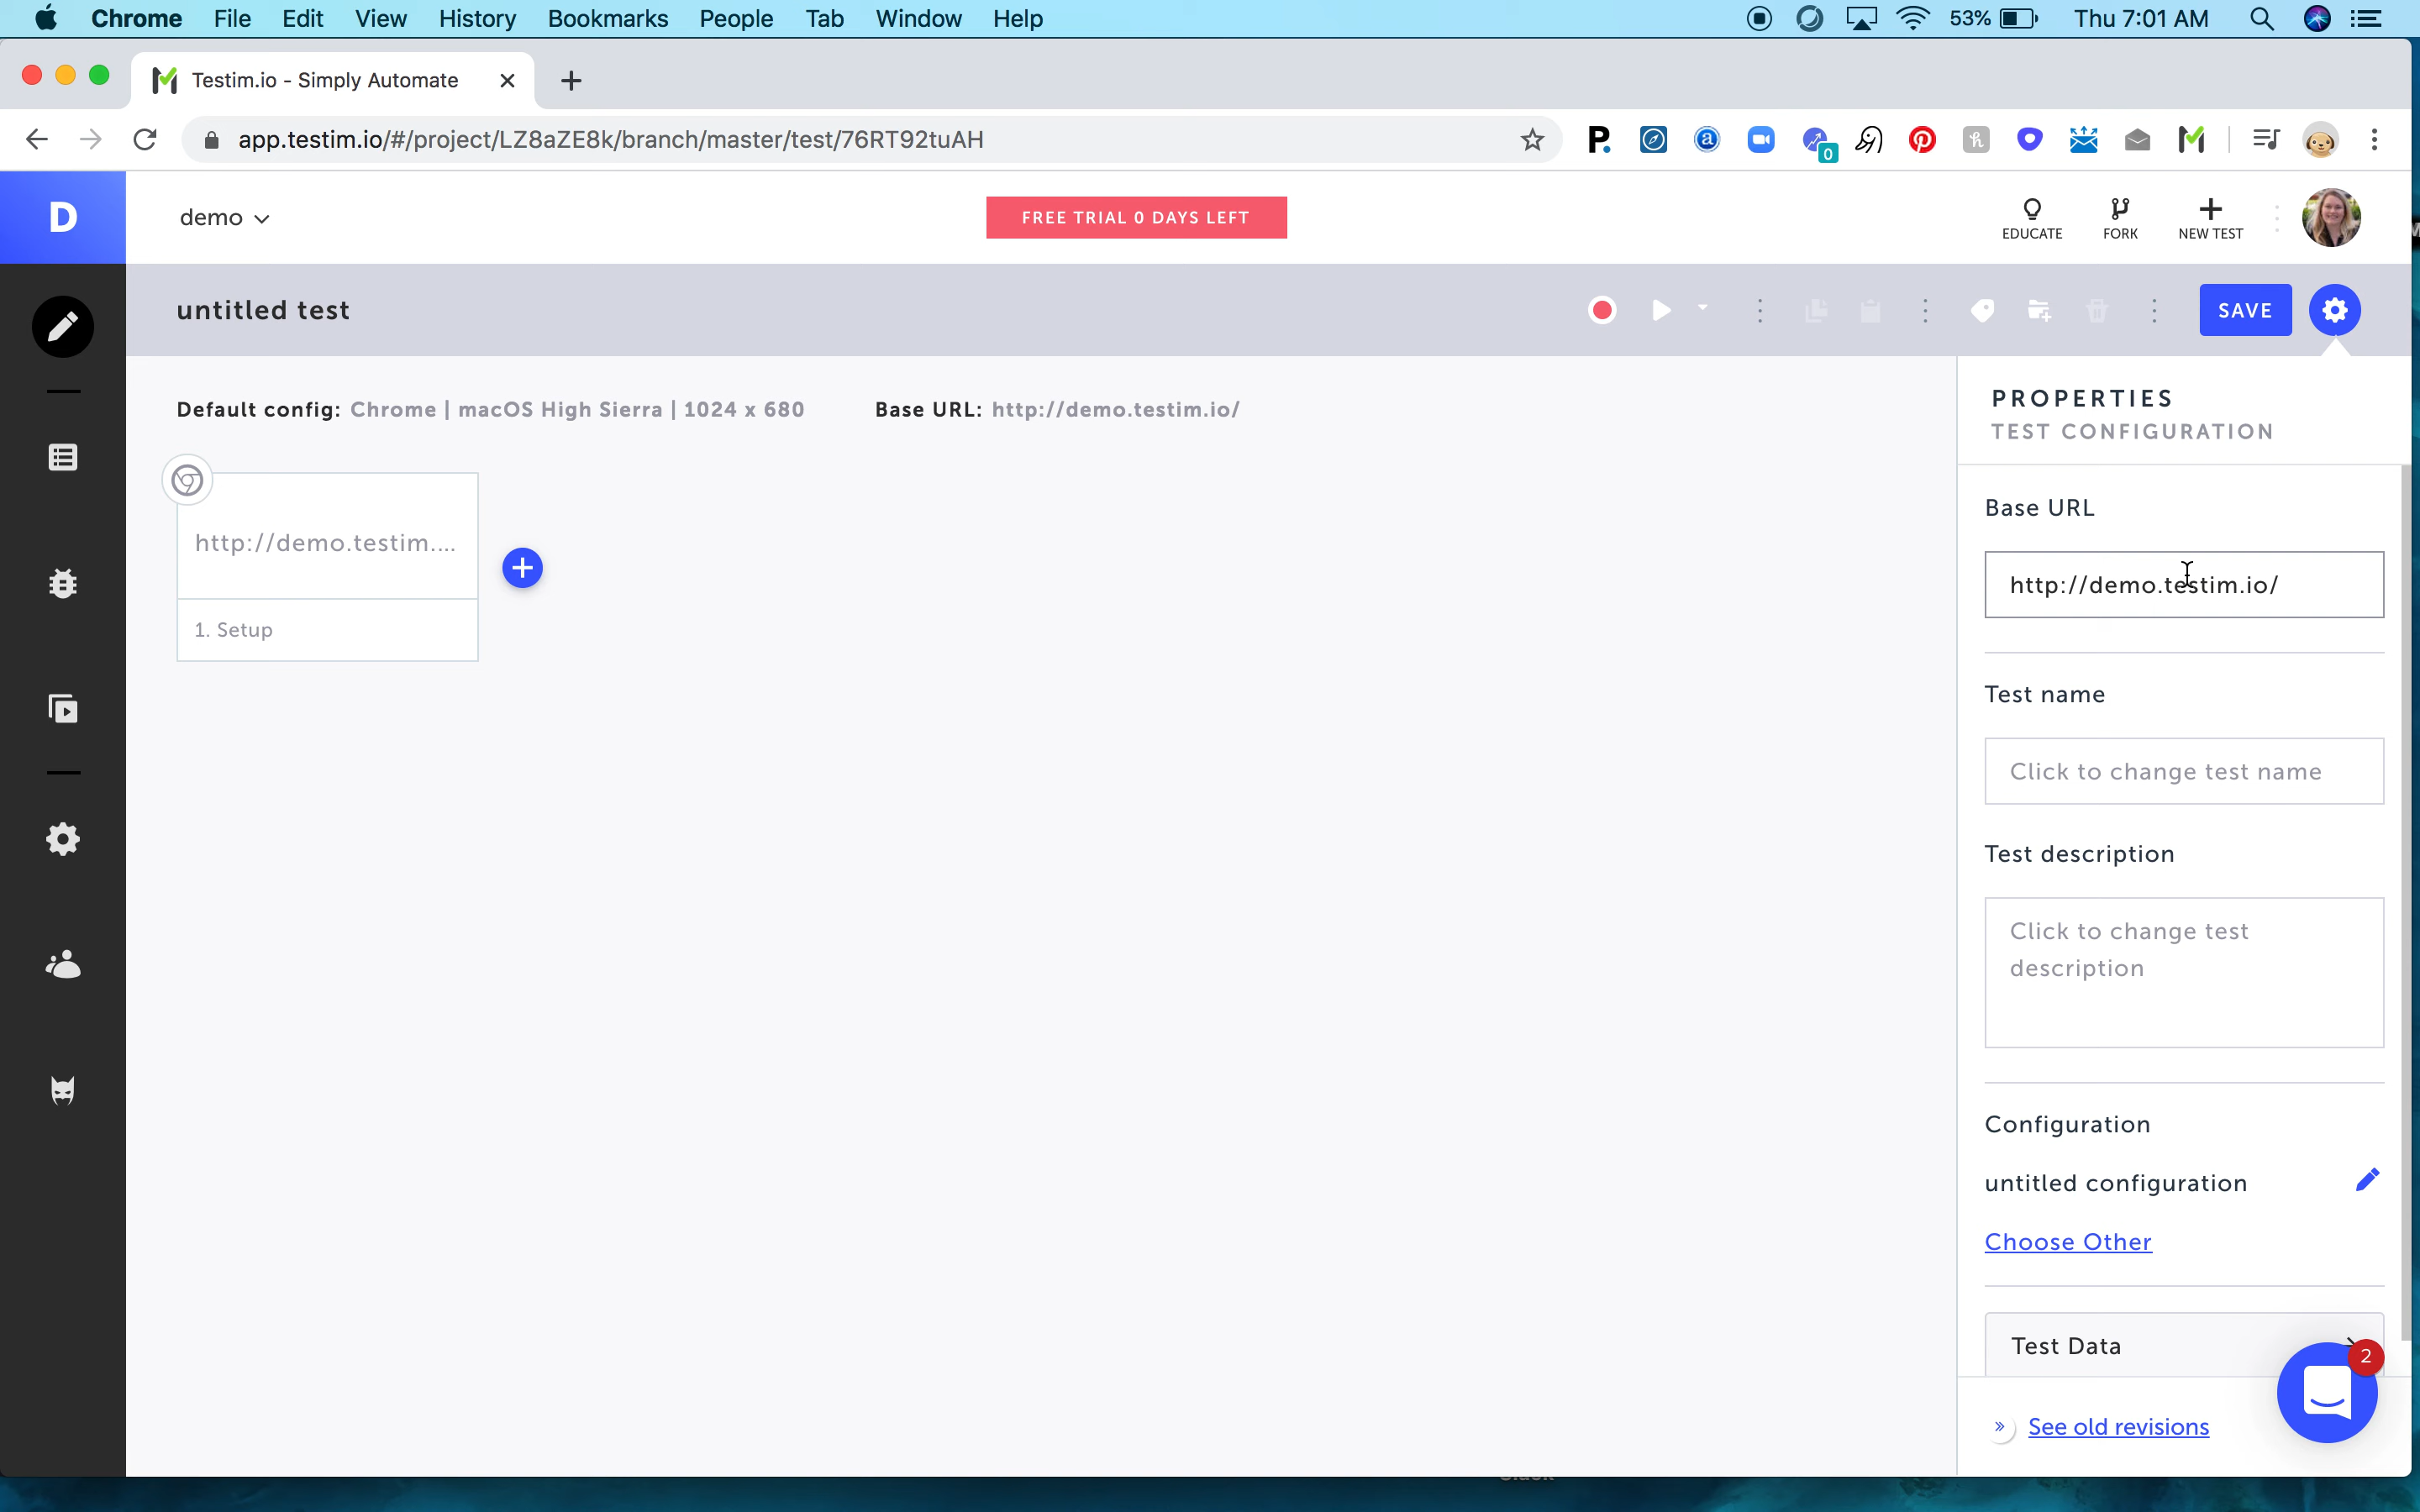 Chrome File Edit View History Bookmarks People Tab Window Help 53% Thu 7:01 AM
Testim.io - Simply Automate
app.testim.io/#/project/LZ8aZE8k/branch/master/test/76RT92tuAH
0
D
demo
FREE TRIAL 0 DAYS LEFT
EDUCATE
FORK
NEW TEST
untitled test
SAVE
Default config: Chrome | macOS High Sierra | 1024 x 680
Base URL: http://demo.testim.io/
http://demo.testim....
1. Setup
PROPERTIES
TEST CONFIGURATION
Base URL
http://demo.testim.io/
Test name
Click to change test name
Test description
Click to change test
description
Configuration
untitled configuration
Choose Other
Test Data
2
See old revisions